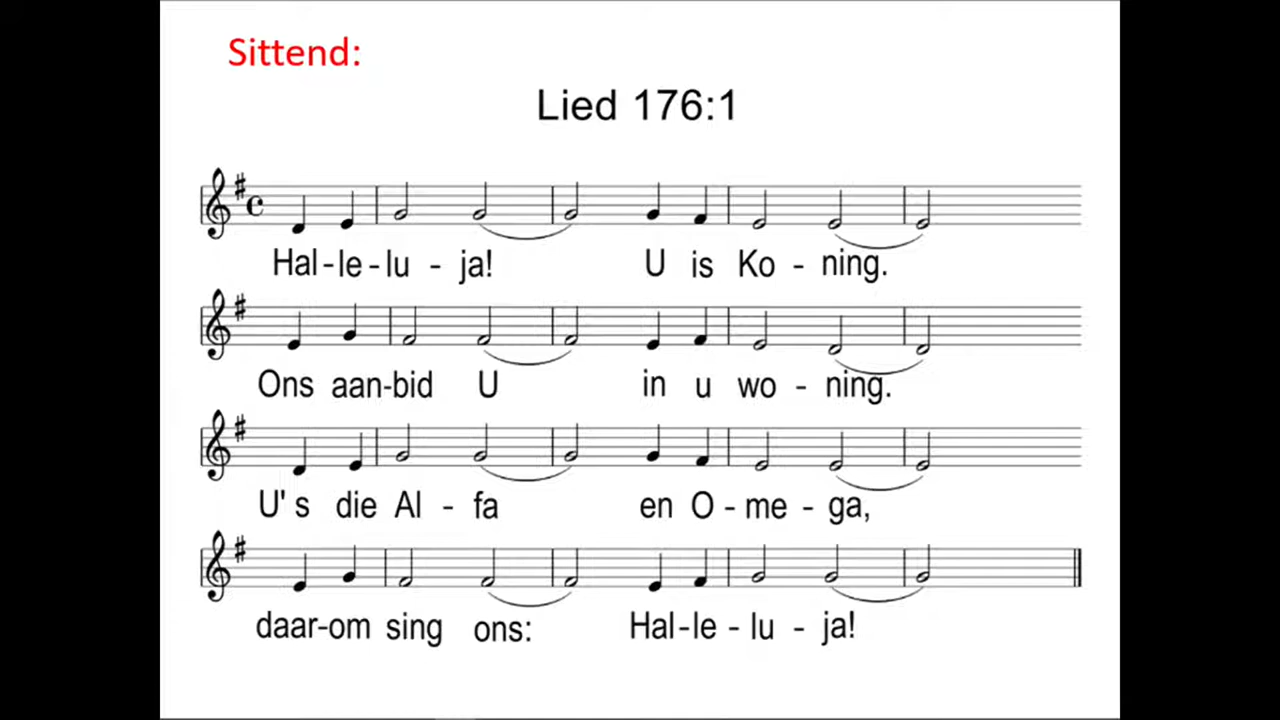 Sittend:
Lied 176:1
Hal-le-lu - ja! U is Ko - ning.
Ons aan-bid U in u wo - ning.
U's die Al - fa en O - me - ga,
daar-om sing ons: Hal-le - lu - ja!